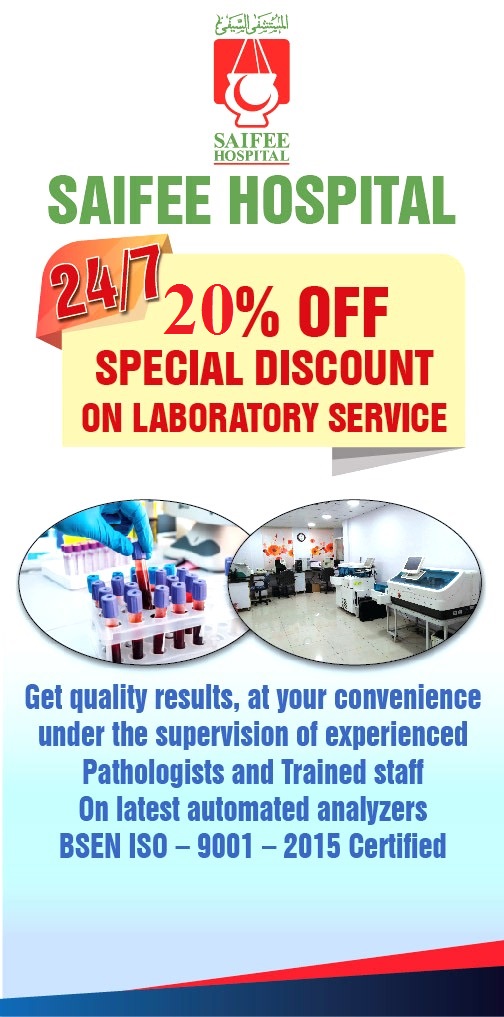 المستشفى السيفي
SAIFEE
HOSPITAL
SAIFEE HOSPITAL
24/7
20% OFF
SPECIAL DISCOUNT
ON LABORATORY SERVICE
Get quality results, at your convenience
under the supervision of experienced
Pathologists and Trained staff
On latest automated analyzers
BSEN ISO – 9001 – 2015 Certified